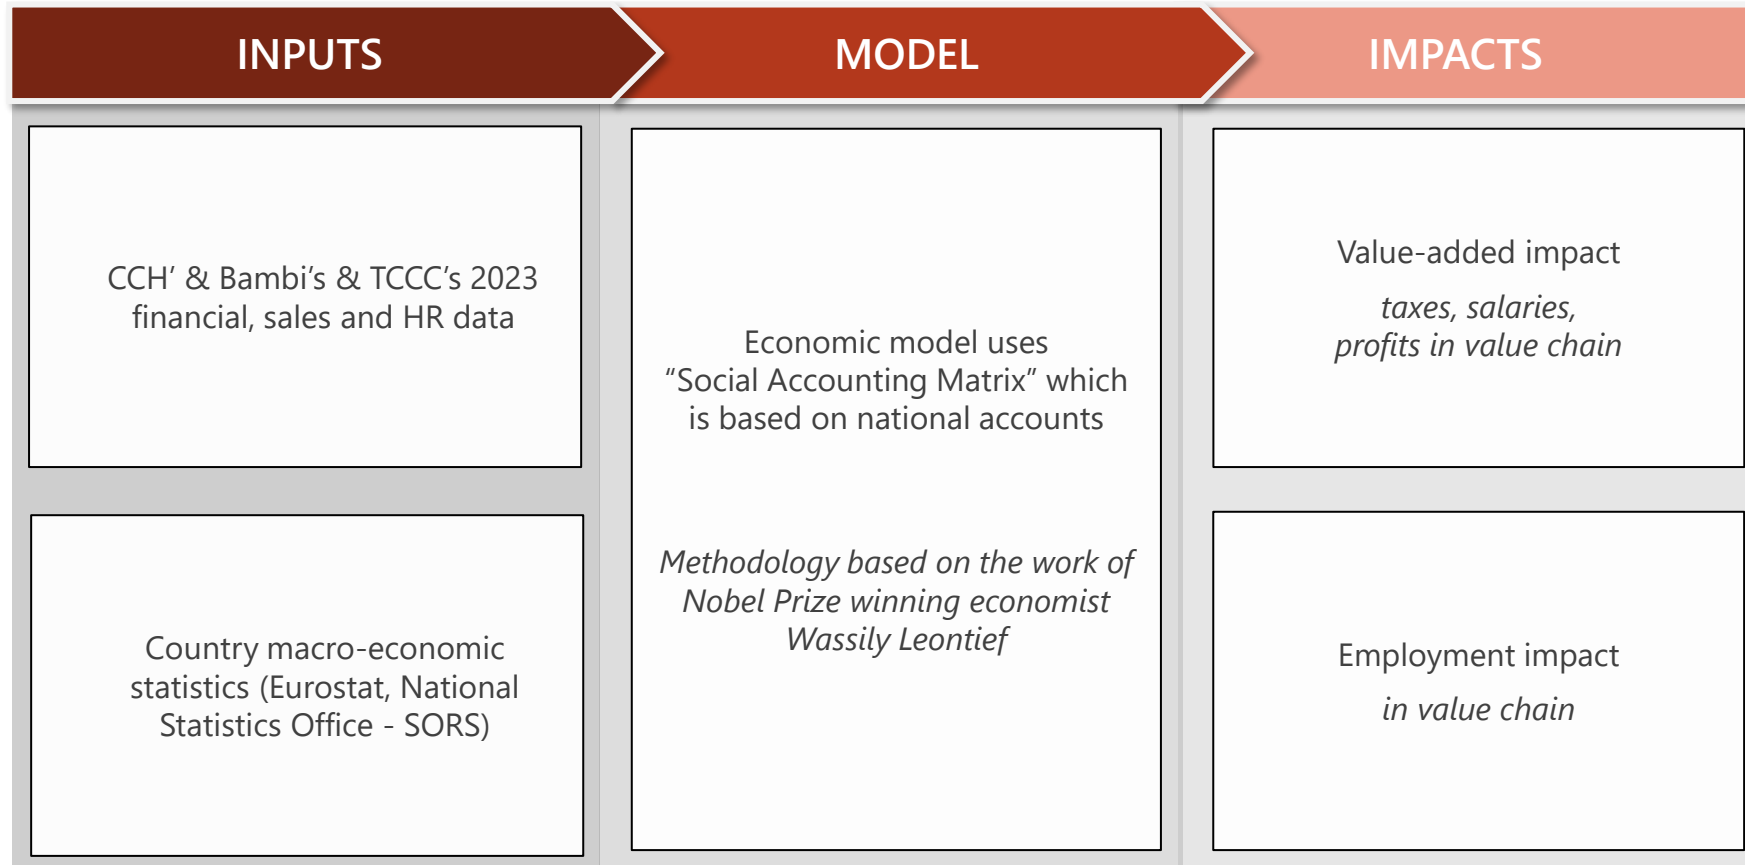 INPUTS
MODEL
IMPACTS
CCH’ & Bambi’s & TCCC’s 2023
financial, sales and HR data
Country macro-economic
statistics (Eurostat, National
Statistics Office - SORS)
Economic model uses
“Social Accounting Matrix” which
is based on national accounts
Methodology based on the work of
Nobel Prize winning economist
Wassily Leontief
Value-added impact
taxes, salaries,
profits in value chain
Employment impact
in value chain